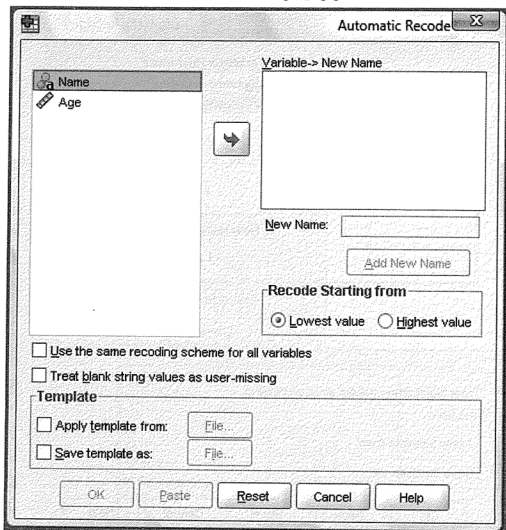 Automatic Recode
Variable-> New Name
Name
Age
New Name:
Add New Name
Recode Starting from
Lowest value Highest value
Use the same recoding scheme for all variables
Treat blank string values as user-missing
Template
Apply template from: File...
Save template as: File...
OK Paste Reset Cancel Help